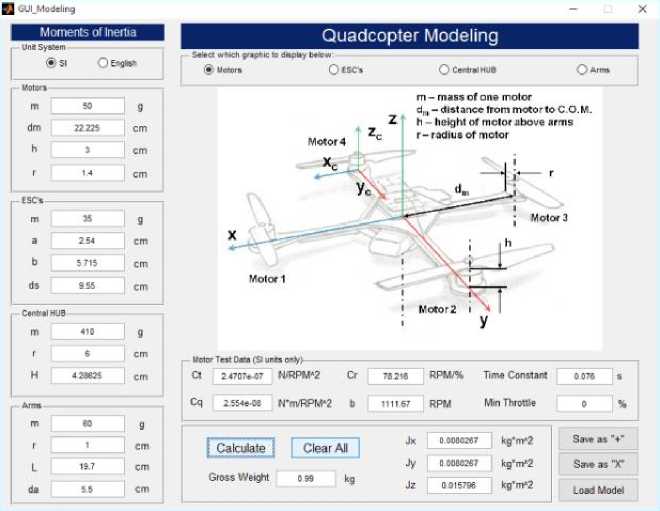 GUI_Modeling
Moments of Inertia
Unit System
SI
English
Motors
m 50 g
dm 22.225 cm
h 3 cm
r 1.4 cm
ESC's
m 35 g
a 2.54 cm
b 5.715 cm
ds 9.55 cm
Central HUB
m 410 g
r 6 cm
H 4.28625 cm
Arms
m 60 g
r 1 cm
L 19.7 cm
da 5.5 cm
Quadcopter Modeling
Select which graphic to display below:
Motors
ESC's
Central HUB
Arms
m – mass of one motor
dm – distance from motor to C.O.M.
h – height of motor above arms
r – radius of motor
Motor 4
zc
z
xc
yc
dm
r
Motor 3
x
h
Motor 1
Motor 2
y
Motor Test Data (SI units only)
Ct 2.4707e-07 N/RPM^2 Cr 78.216 RPM/% Time Constant 0.076 s
Cq 2.554e-08 N*m/RPM^2 b 1111.67 RPM Min Throttle 0 %
Calculate
Clear All
Gross Weight 0.99 kg
Jx 0.0080267 kg*m^2
Jy 0.0080267 kg*m^2
Jz 0.015796 kg*m^2
Save as "+"
Save as "X"
Load Model